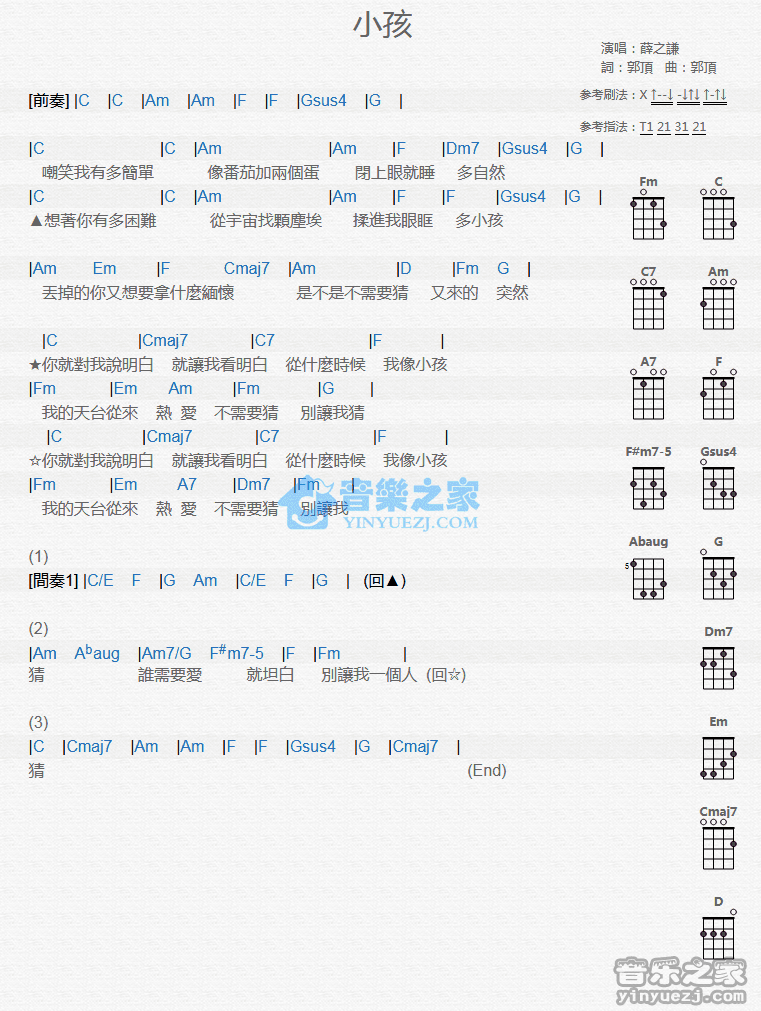 小孩
演唱：薛之謙
詞：郭頂 曲：郭頂
參考刷法：X ↑--↓ -↓↑↓ ↑-↑↓
參考指法：T1 21 31 21
[前奏] |C |C |Am |Am |F |F |Gsus4 |G |
|C |C |Am |Am |F |Dm7 |Gsus4 |G |
嘲笑我有多簡單 像番茄加兩個蛋 閉上眼就睡 多自然
|C |C |Am |Am |F |F |Gsus4 |G |
▲想著你有多困難 從宇宙找顆塵埃 揉進我眼眶 多小孩
|Am Em |F Cmaj7 |Am |D |Fm G |
丟掉的你又想要拿什麼緬懷 是不是不需要猜 又來的 突然
|C |Cmaj7 |C7 |F |
★你就對我說明白 就讓我看明白 從什麼時候 我像小孩
|Fm |Em Am |Fm |G |
我的天台從來 熱 愛 不需要猜 別讓我猜
|C |Cmaj7 |C7 |F |
☆你就對我說明白 就讓我看明白 從什麼時候 我像小孩
|Fm |Em A7 |Dm7 |Fm |
我的天台從來 熱 愛 不需要猜 別讓我
音樂之家
YINYUEZJ.COM
(1)
[間奏1] |C/E F |G Am |C/E F |G | (回▲)
(2)
|Am Abaug |Am7/G F#m7-5 |F |Fm |
猜 誰需要愛 就坦白 別讓我一個人 (回☆)
(3)
|C |Cmaj7 |Am |Am |F |F |Gsus4 |G |Cmaj7 |
猜 (End)
Fm C
C7 Am
A7 F
F#m7-5 Gsus4
Abaug G
5
Dm7
Em
Cmaj7
D
音乐之家
yinyuezj.com